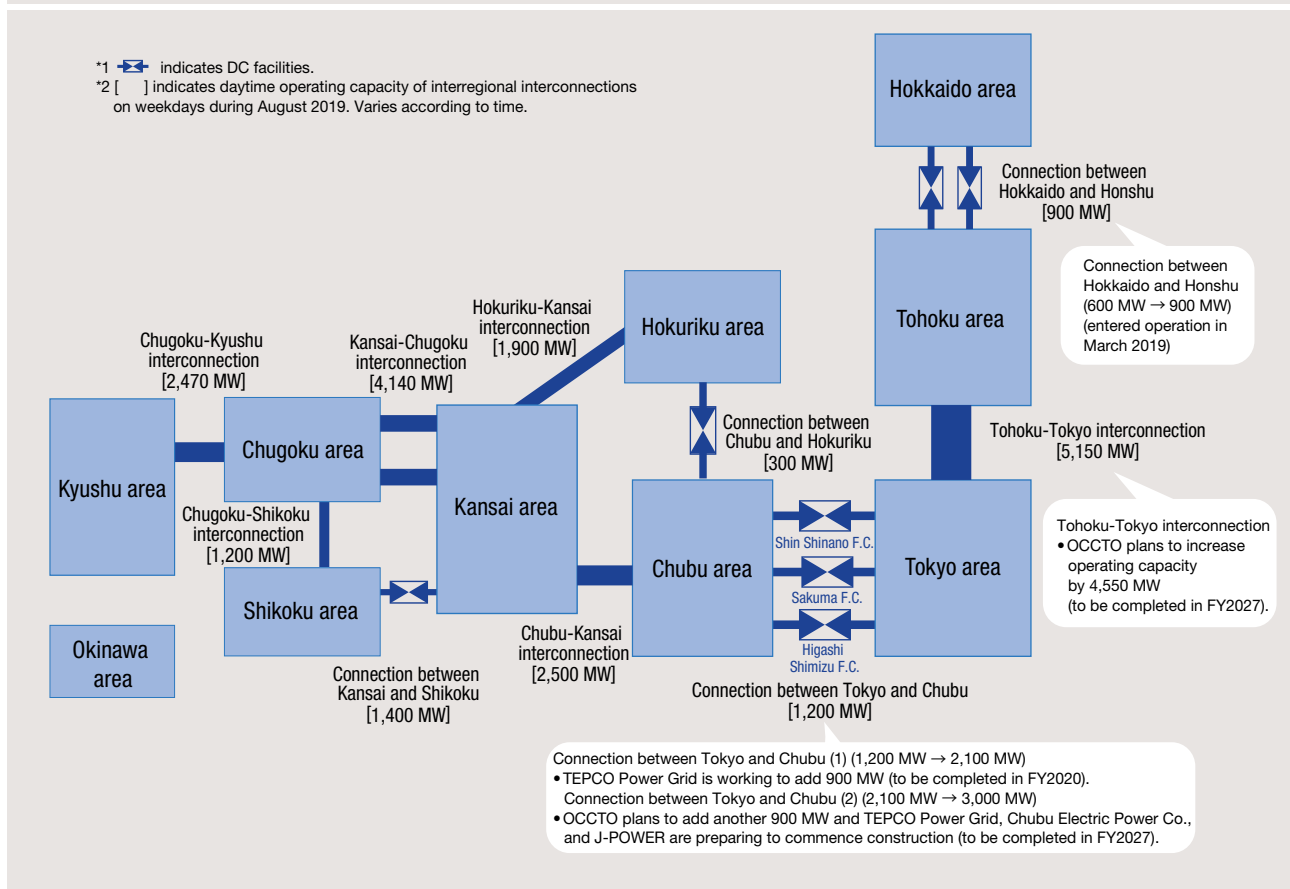 *1 indicates DC facilities.
*2 [ ] indicates daytime operating capacity of interregional interconnections
on weekdays during August 2019. Varies according to time.
Hokkaido area
Connection between
Hokkaido and Honshu
[900 MW]
Connection between
Hokkaido and Honshu
(600 MW → 900 MW)
(entered operation in
March 2019)
Tohoku area
Hokuriku-Kansai
interconnection
[1,900 MW]
Hokuriku area
Chugoku-Kyushu
interconnection
[2,470 MW]
Kansai-Chugoku
interconnection
[4,140 MW]
Connection between
Chubu and Hokuriku
[300 MW]
Tohoku-Tokyo interconnection
[5,150 MW]
Tohoku-Tokyo interconnection
• OCCTO plans to increase
operating capacity
by 4,550 MW
(to be completed in FY2027).
Kyushu area
Chugoku area
Kansai area
Chugoku-Shikoku
interconnection
[1,200 MW]
Chubu area
Shin Shinano F.C.
Sakuma F.C.
Higashi
Shimizu F.C.
Tokyo area
Shikoku area
Okinawa
area
Connection between
Kansai and Shikoku
[1,400 MW]
Chubu-Kansai
interconnection
[2,500 MW]
Connection between Tokyo and Chubu
[1,200 MW]
Connection between Tokyo and Chubu (1) (1,200 MW → 2,100 MW)
• TEPCO Power Grid is working to add 900 MW (to be completed in FY2020).
Connection between Tokyo and Chubu (2) (2,100 MW → 3,000 MW)
• OCCTO plans to add another 900 MW and TEPCO Power Grid, Chubu Electric Power Co.,
and J-POWER are preparing to commence construction (to be completed in FY2027).